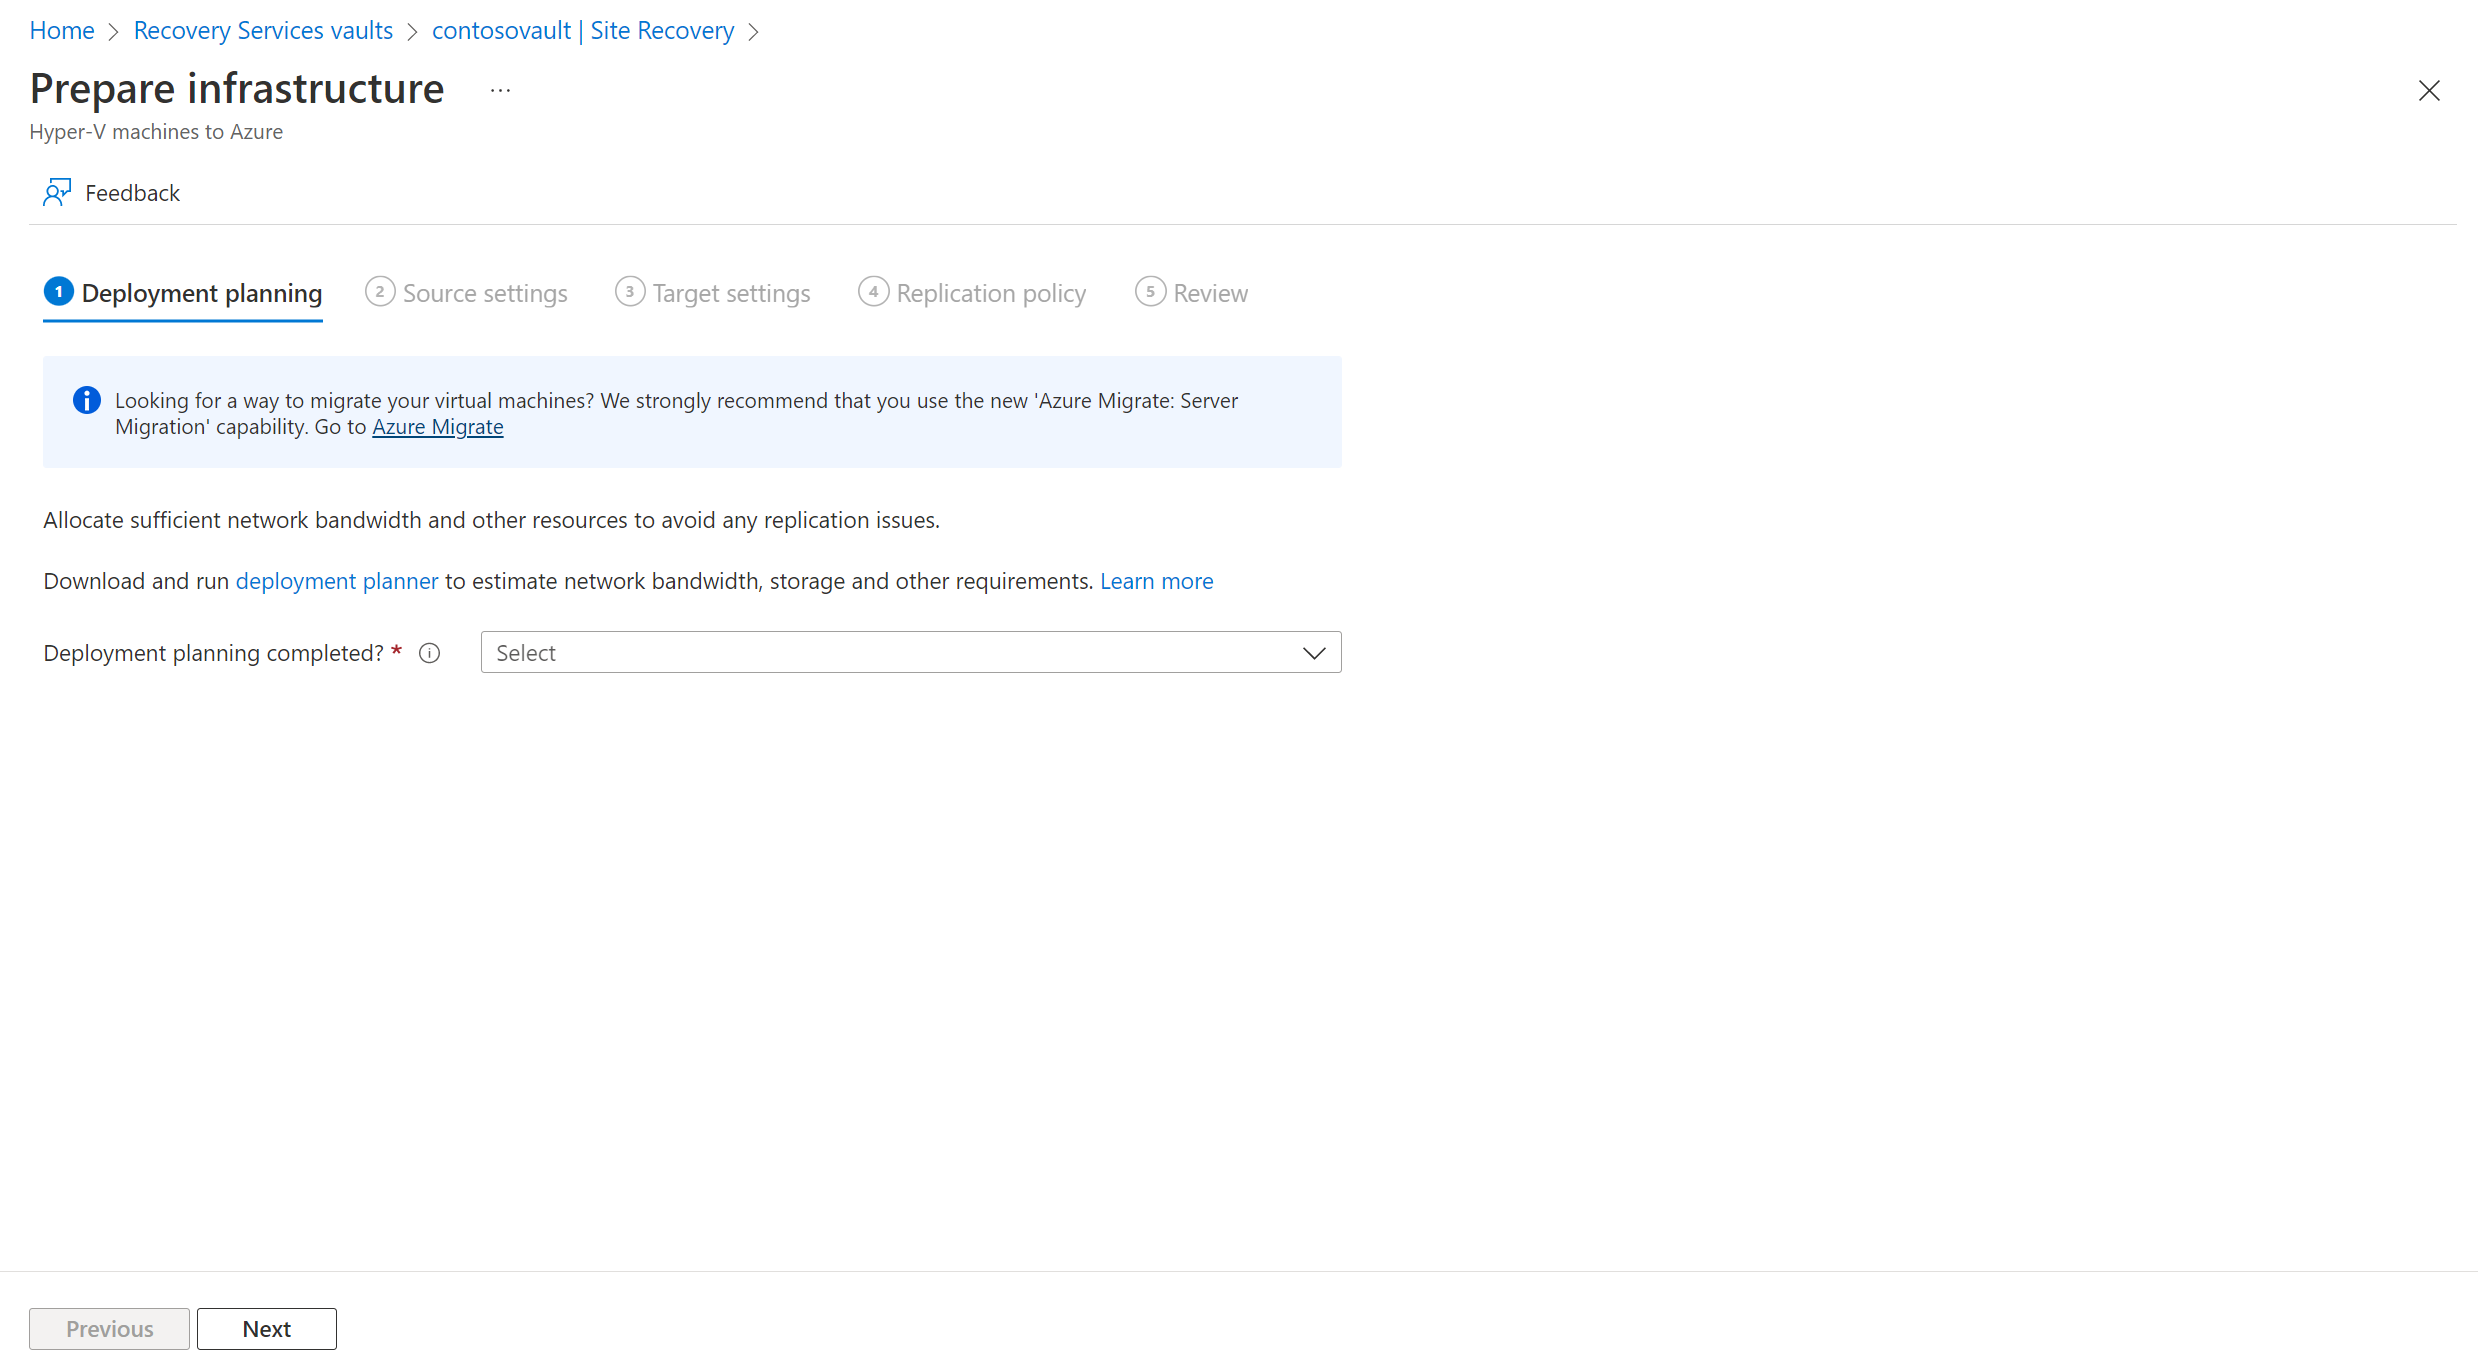 Home > Recovery Services vaults > contosovault | Site Recovery >
Prepare infrastructure ...
Hyper-V machines to Azure
Feedback
1 Deployment planning 2 Source settings 3 Target settings 4 Replication policy 5 Review
Looking for a way to migrate your virtual machines? We strongly recommend that you use the new 'Azure Migrate: Server
Migration' capability. Go to Azure Migrate
Allocate sufficient network bandwidth and other resources to avoid any replication issues.
Download and run deployment planner to estimate network bandwidth, storage and other requirements. Learn more
Deployment planning completed? * Select
Previous Next